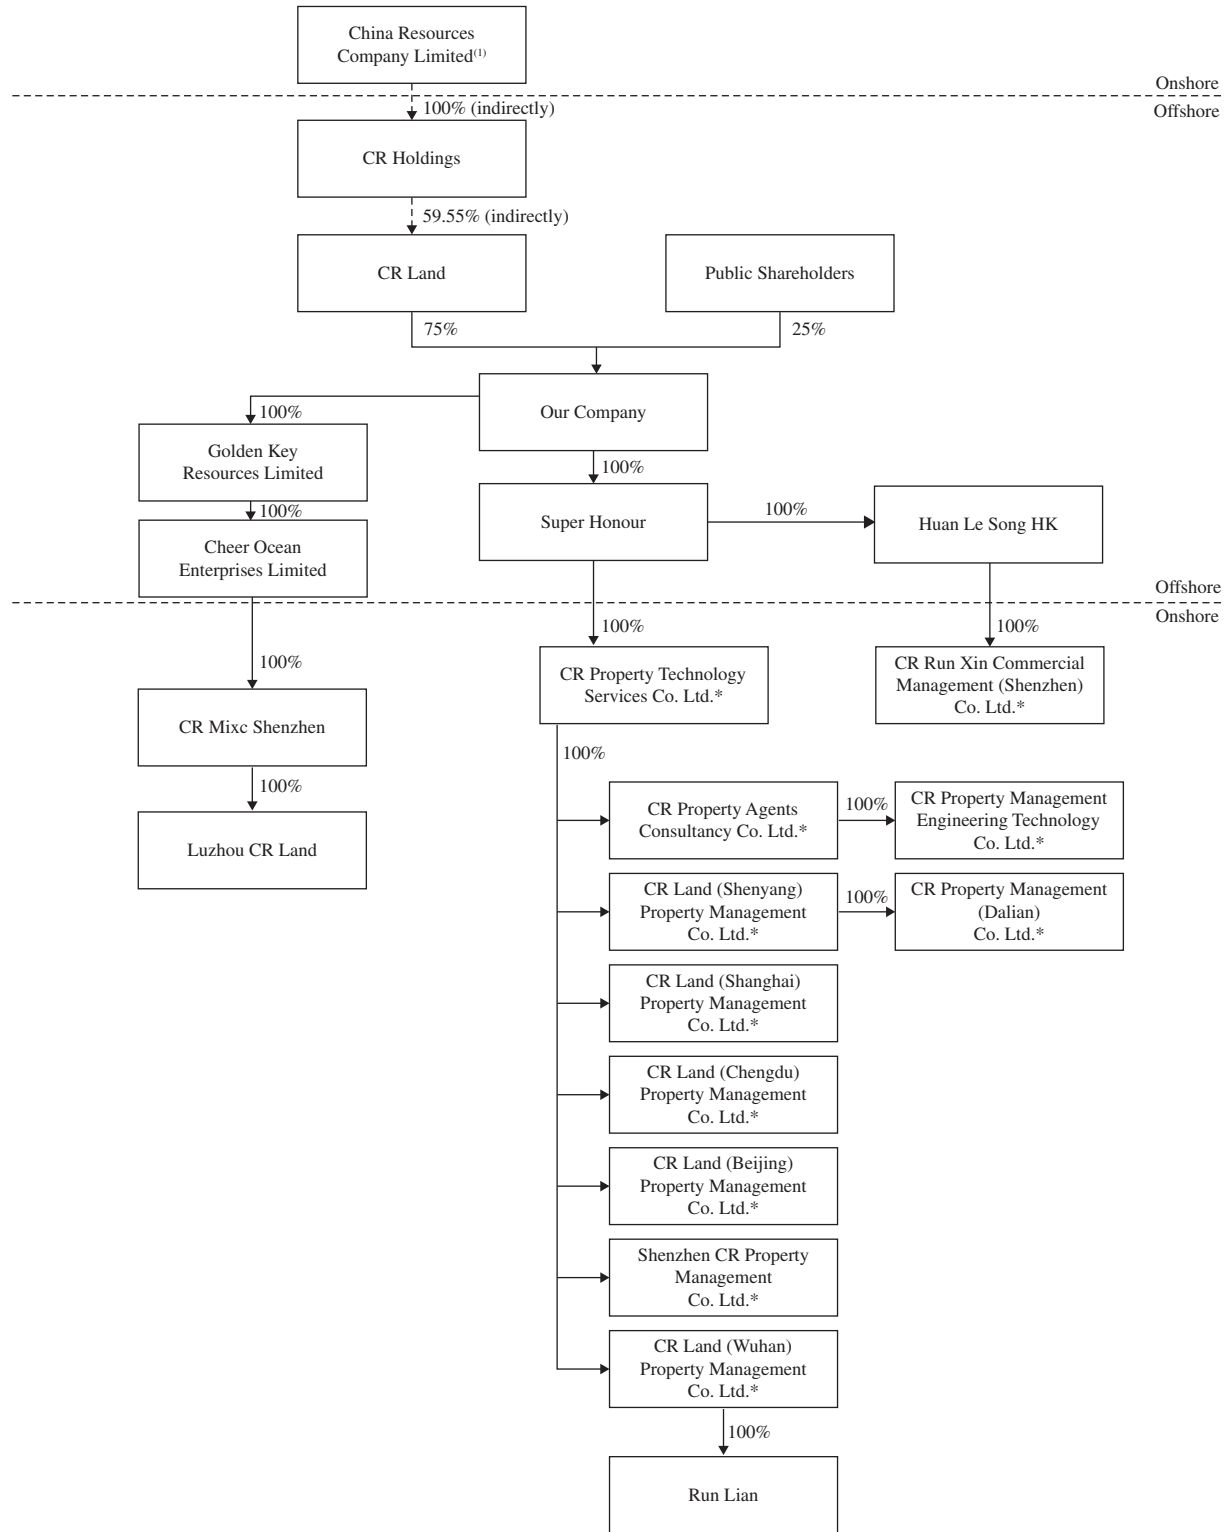 China Resources
Company Limited(1)
Onshore
100% (indirectly)
Offshore
CR Holdings
59.55% (indirectly)
CR Land
Public Shareholders
75%
25%
Our Company
100%
Golden Key
Resources Limited
100%
100%
Super Honour
100%
Huan Le Song HK
Cheer Ocean
Enterprises Limited
Offshore
Onshore
100%
100%
100%
CR Mixc Shenzhen
CR Property Technology
Services Co. Ltd.*
CR Run Xin Commercial
Management (Shenzhen)
Co. Ltd.*
100%
100%
Luzhou CR Land
CR Property Agents
Consultancy Co. Ltd.*
100%
CR Property Management
Engineering Technology
Co. Ltd.*
CR Land (Shenyang)
Property Management
Co. Ltd.*
100%
CR Property Management
(Dalian)
Co. Ltd.*
CR Land (Shanghai)
Property Management
Co. Ltd.*
CR Land (Chengdu)
Property Management
Co. Ltd.*
CR Land (Beijing)
Property Management
Co. Ltd.*
Shenzhen CR Property
Management
Co. Ltd.*
CR Land (Wuhan)
Property Management
Co. Ltd.*
100%
Run Lian